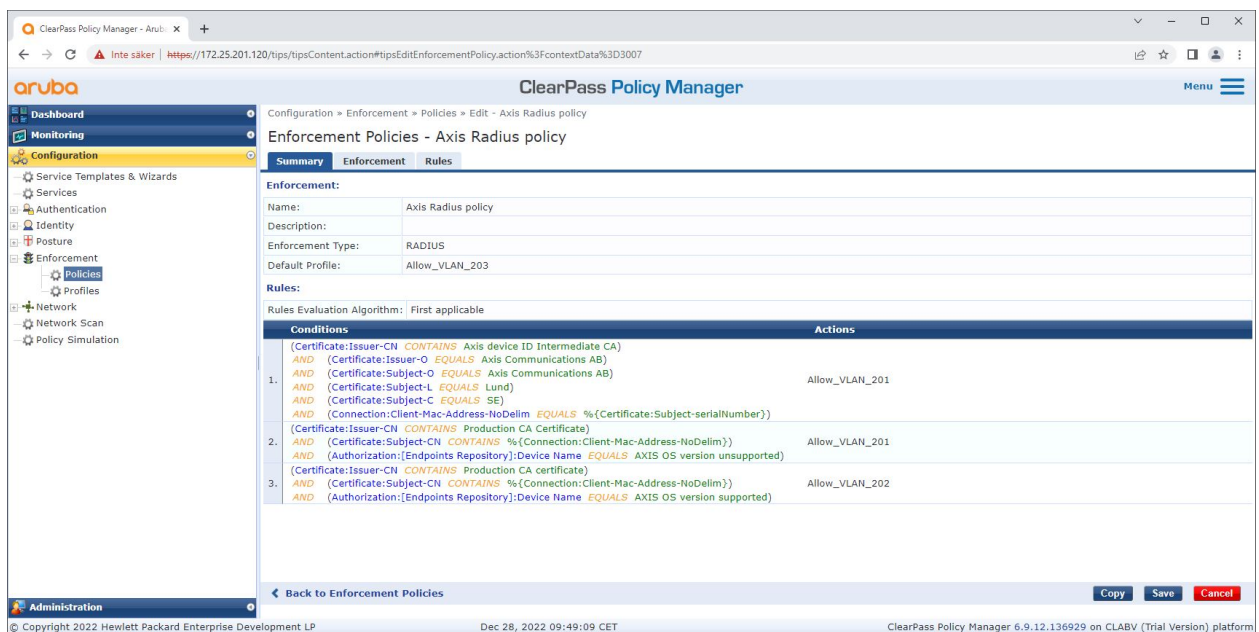 ClearPass Policy Manager - Arub
Inte säker | https://172.25.201.120/tips/tipsContent.action#tipsEditEnforcementPolicy.action%3FcontextData%3D3007
aruba
ClearPass Policy Manager
Menu
Dashboard
Monitoring
Configuration
Service Templates & Wizards
Services
Authentication
Identity
Posture
Enforcement
Policies
Profiles
Network
Network Scan
Policy Simulation
Administration
Configuration » Enforcement » Policies » Edit - Axis Radius policy
Enforcement Policies - Axis Radius policy
Summary Enforcement Rules
Enforcement:
Name: Axis Radius policy
Description:
Enforcement Type: RADIUS
Default Profile: Allow_VLAN_203
Rules:
Rules Evaluation Algorithm: First applicable
Conditions Actions
(Certificate:Issuer-CN CONTAINS Axis device ID Intermediate CA)
AND (Certificate:Issuer-O EQUALS Axis Communications AB)
AND (Certificate:Subject-O EQUALS Axis Communications AB)
1. AND (Certificate:Subject-L EQUALS Lund) Allow_VLAN_201
AND (Certificate:Subject-C EQUALS SE)
AND (Connection:Client-Mac-Address-NoDelim EQUALS %{Certificate:Subject-serialNumber})
(Certificate:Issuer-CN CONTAINS Production CA Certificate)
2. AND (Certificate:Subject-CN CONTAINS %{Connection:Client-Mac-Address-NoDelim}) Allow_VLAN_201
AND (Authorization:[Endpoints Repository]:Device Name EQUALS AXIS OS version unsupported)
(Certificate:Issuer-CN CONTAINS Production CA certificate)
3. AND (Certificate:Subject-CN CONTAINS %{Connection:Client-Mac-Address-NoDelim}) Allow_VLAN_202
AND (Authorization:[Endpoints Repository]:Device Name EQUALS AXIS OS version supported)
Back to Enforcement Policies Copy Save Cancel
© Copyright 2022 Hewlett Packard Enterprise Development LP Dec 28, 2022 09:49:09 CET ClearPass Policy Manager 6.9.12.136929 on CLABV (Trial Version) platform